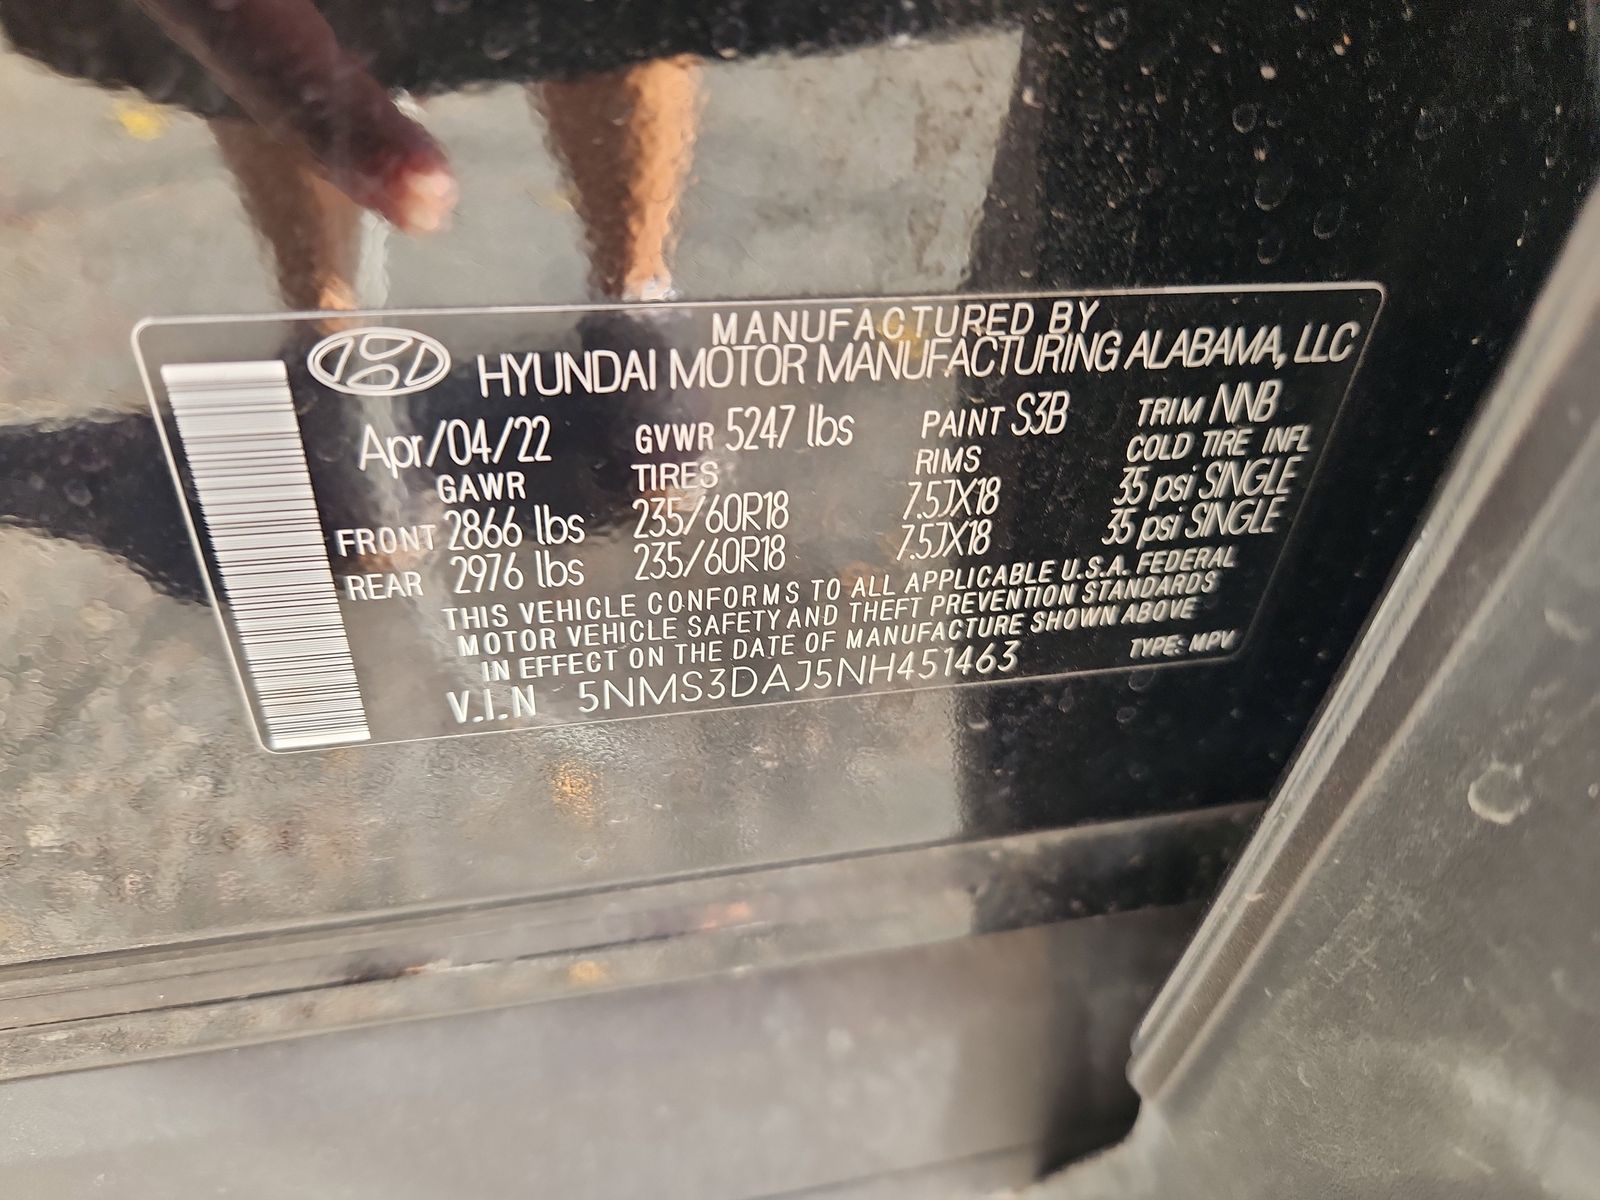 MANUFACTURED BY
HYUNDAI MOTOR MANUFACTURING ALABAMA, LLC
Apr/04/22 GVWR 5247 lbs PAINT S3B TRIM NNB
GAWR TIRES RIMS COLD TIRE INFL
FRONT 2866 lbs 235/60R18 7.5JX18 35 psi SINGLE
REAR 2976 lbs 235/60R18 7.5JX18 35 psi SINGLE
THIS VEHICLE CONFORMS TO ALL APPLICABLE U.S.A. FEDERAL
MOTOR VEHICLE SAFETY AND THEFT PREVENTION STANDARDS
IN EFFECT ON THE DATE OF MANUFACTURE SHOWN ABOVE
V.I.N 5NMS3DAJ5NH451463 TYPE: MPV